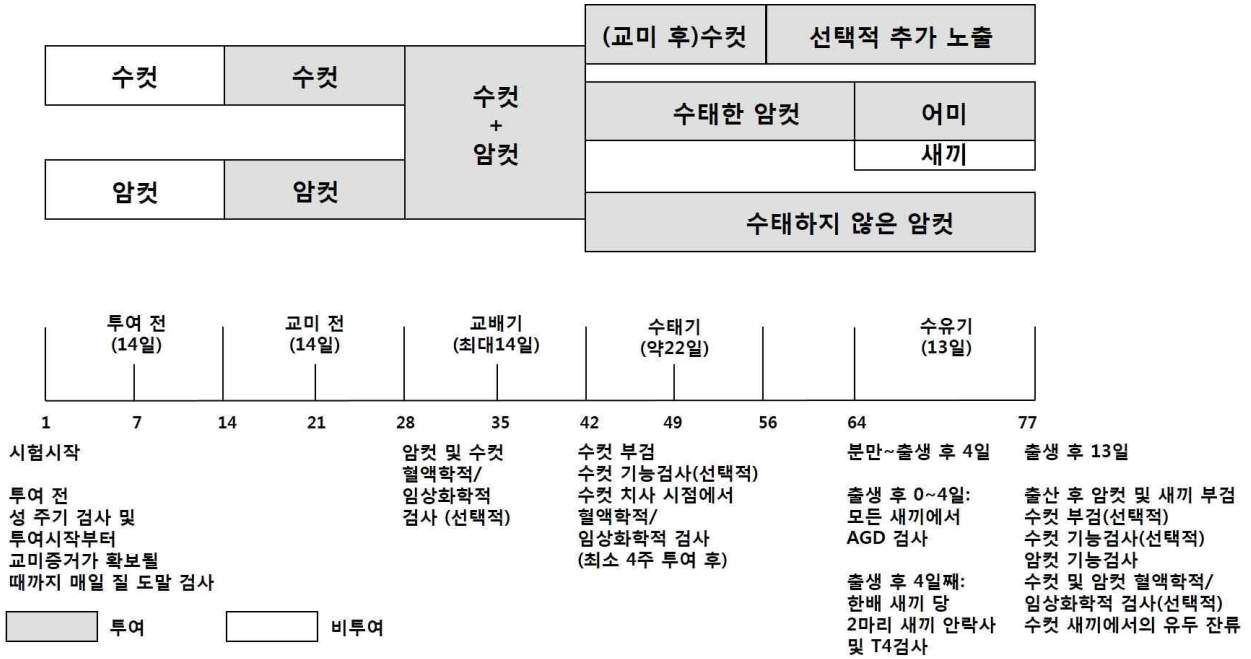 (교미 후)수컷
선택적 추가 노출
수컷
수컷
수컷
+
암컷
수태한 암컷
어미
새끼
암컷
암컷
수태하지 않은 암컷
투여 전
(14일)
교미 전
(14일)
교배기
(최대14일)
수태기
(약22일)
수유기
(13일)
1
7
14
21
28
35
42
49
56
64
77
시험시작
투여 전
성 주기 검사 및
투여시작부터
교미증거가 확보될
때까지 매일 질 도말 검사
암컷 및 수컷
혈액학적/
임상화학적
검사 (선택적)
수컷 부검
수컷 기능검사(선택적)
수컷 치사 시점에서
혈액학적/
임상화학적 검사
(최소 4주 투여 후)
분만~출생 후 4일
출생 후 0~4일:
모든 새끼에서
AGD 검사
출생 후 4일째:
한배 새끼 당
2마리 새끼 안락사
및 T4검사
출생 후 13일
출산 후 암컷 및 새끼 부검
수컷 부검(선택적)
수컷 기능검사(선택적)
암컷 기능검사
수컷 및 암컷 혈액학적/
임상화학적 검사(선택적)
수컷 새끼에서의 유두 잔류
투여
비투여